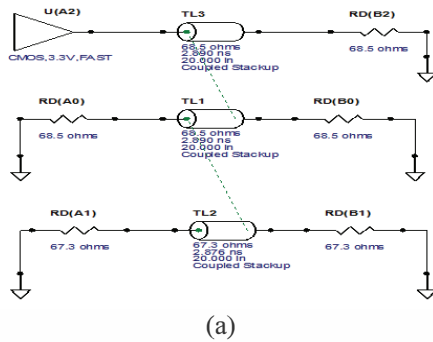 U(A2)
CMOS,3.3V,FAST
TL3
68.5 ohms
2.890 ns
20.000 in
Coupled Stackup
RD(B2)
68.5 ohms
RD(A0)
68.5 ohms
TL1
68.5 ohms
2.890 ns
20.000 in
Coupled Stackup
RD(B0)
68.5 ohms
RD(A1)
67.3 ohms
TL2
67.3 ohms
2.876 ns
20.000 in
Coupled Stackup
RD(B1)
67.3 ohms
(a)